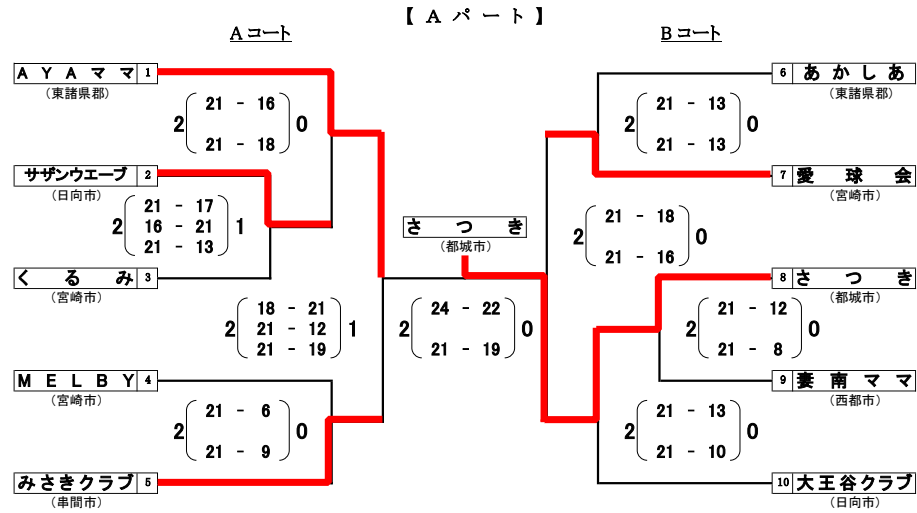 【 A パ ー ト 】
Aコート
Bコート
AYAママ 1
(東諸県郡)
2 21 - 16 0
21 - 18
サザンウエーブ 2
(日向市)
21 - 17
2 16 - 21 1
21 - 13
くるみ 3
(宮崎市)
18 - 21
2 21 - 12 1
21 - 19
MELBY 4
(宮崎市)
2 21 - 6 0
21 - 9
みさきクラブ 5
(串間市)
さつき
(都城市)
2 24 - 22 0
21 - 19
6 あかしあ
(東諸県郡)
2 21 - 13 0
21 - 13
7 愛球会
(宮崎市)
2 21 - 18 0
21 - 16
8 さつき
(都城市)
2 21 - 12 0
21 - 8
9 妻南ママ
(西都市)
2 21 - 13 0
21 - 10
10 大王谷クラブ
(日向市)